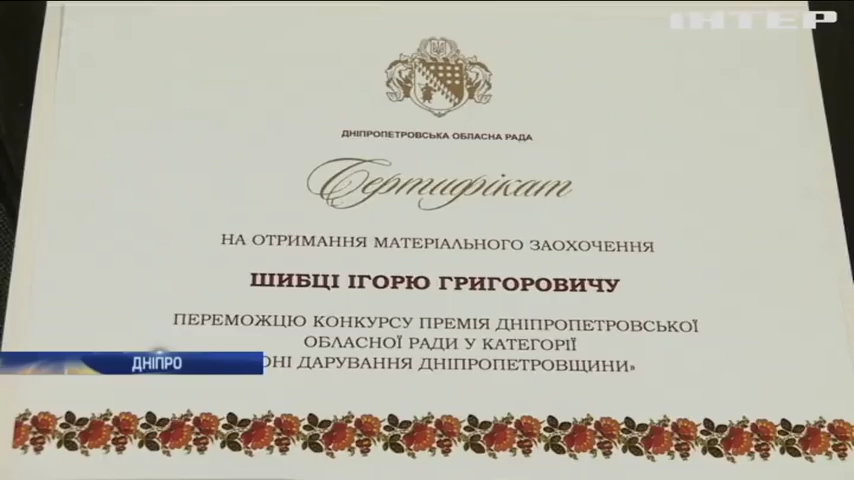 ІНТЕР
ДНІПРОПЕТРОВСЬКА ОБЛАСНА РАДА
Сертифікат
НА ОТРИМАННЯ МАТЕРІАЛЬНОГО ЗАОХОЧЕННЯ
ШИБЦІ ІГОРЮ ГРИГОРОВИЧУ
ПЕРЕМОЖЦЮ КОНКУРСУ ПРЕМІЯ ДНІПРОПЕТРОВСЬКОЇ
ОБЛАСНОЇ РАДИ У КАТЕГОРІЇ
ДАРУВАННЯ ДНІПРОПЕТРОВЩИНИ»
ДНІПРО